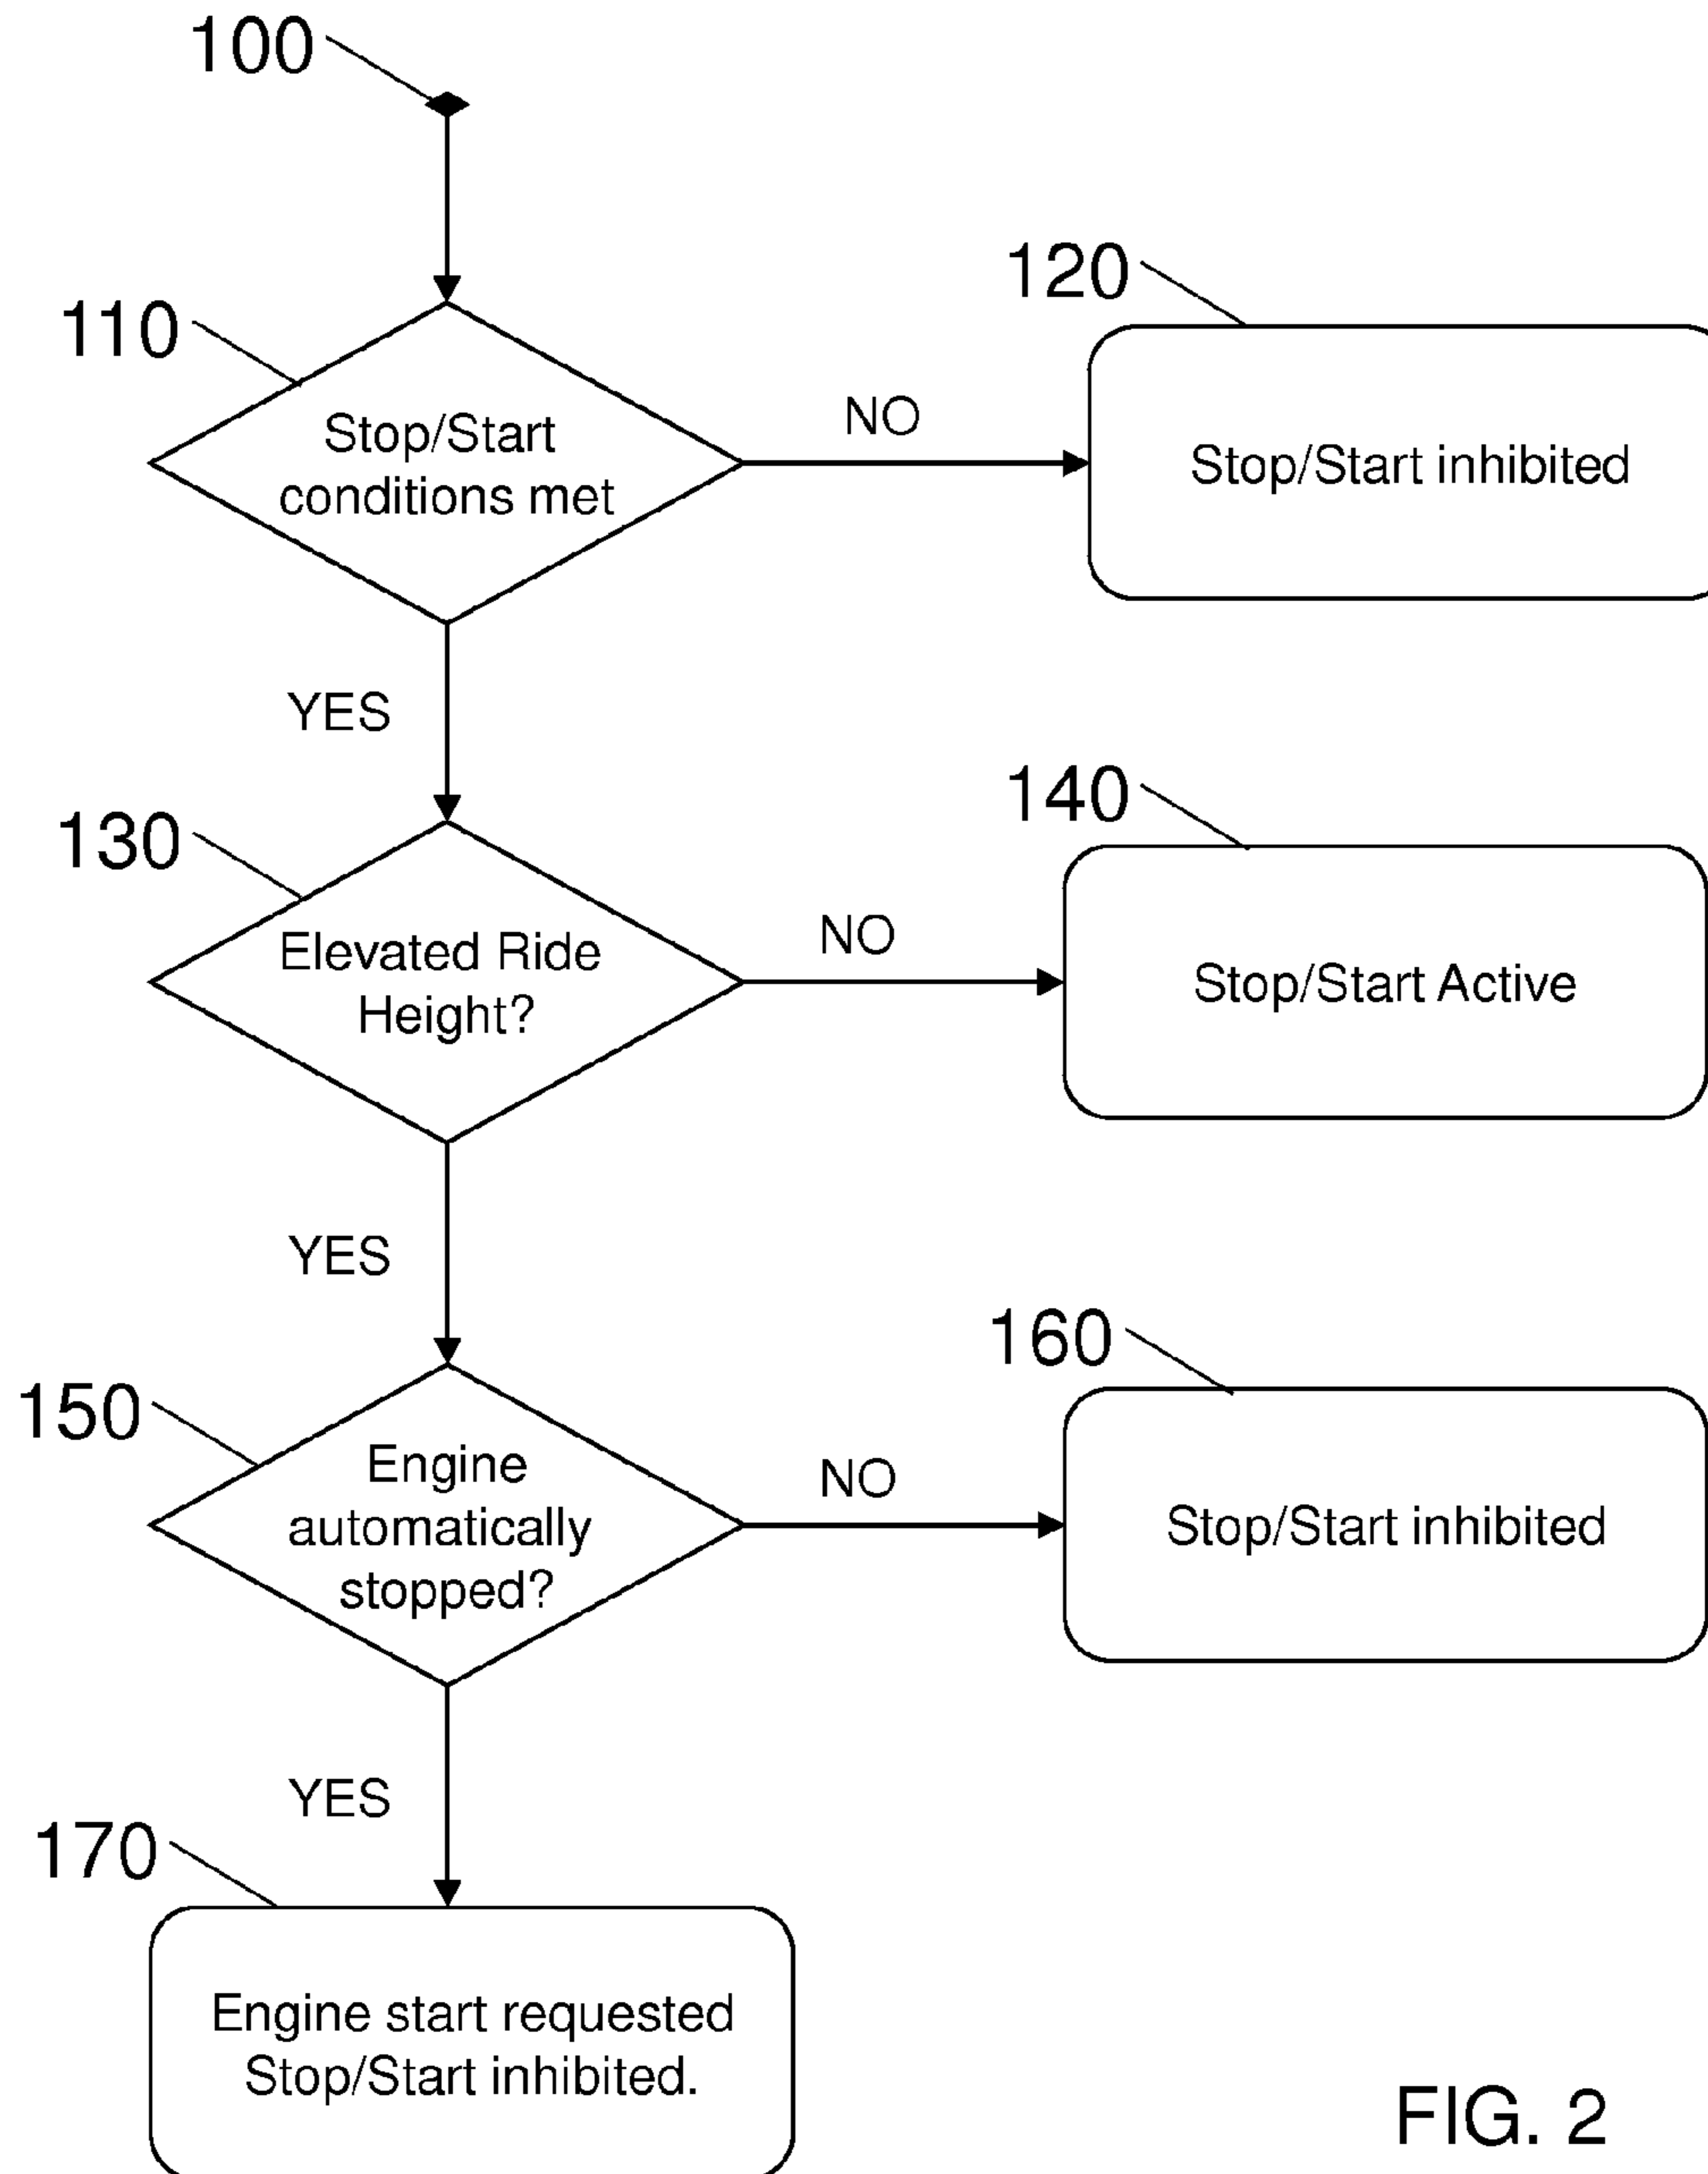 100
110
Stop/Start
conditions met
NO
120
Stop/Start inhibited
YES
130
Elevated Ride
Height?
NO
140
Stop/Start Active
YES
150
Engine
automatically
stopped?
NO
160
Stop/Start inhibited
YES
170
Engine start requested
Stop/Start inhibited.
FIG. 2